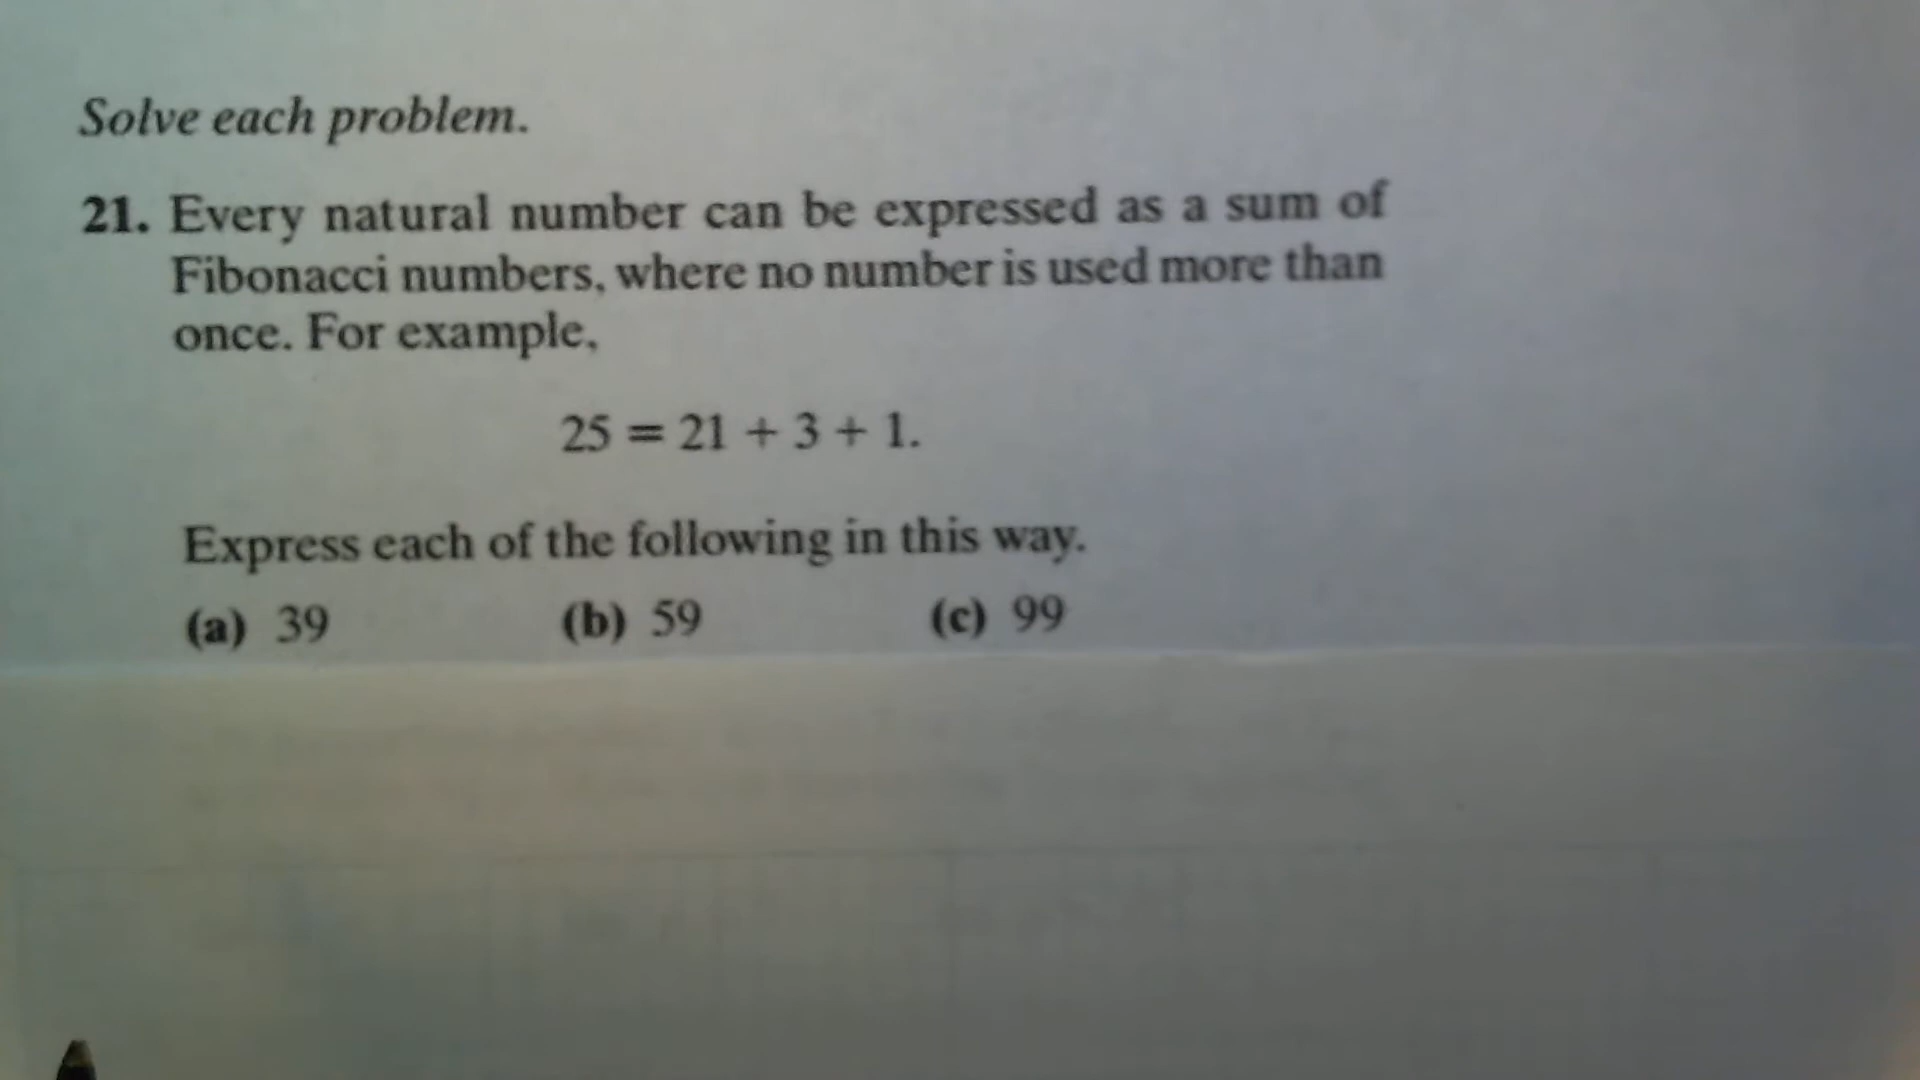 Solve each problem.
21. Every natural number can be expressed as a sum of
Fibonacci numbers, where no number is used more than
once. For example,
25 = 21 + 3 + 1.
Express each of the following in this way.
(a) 39 (b) 59 (c) 99